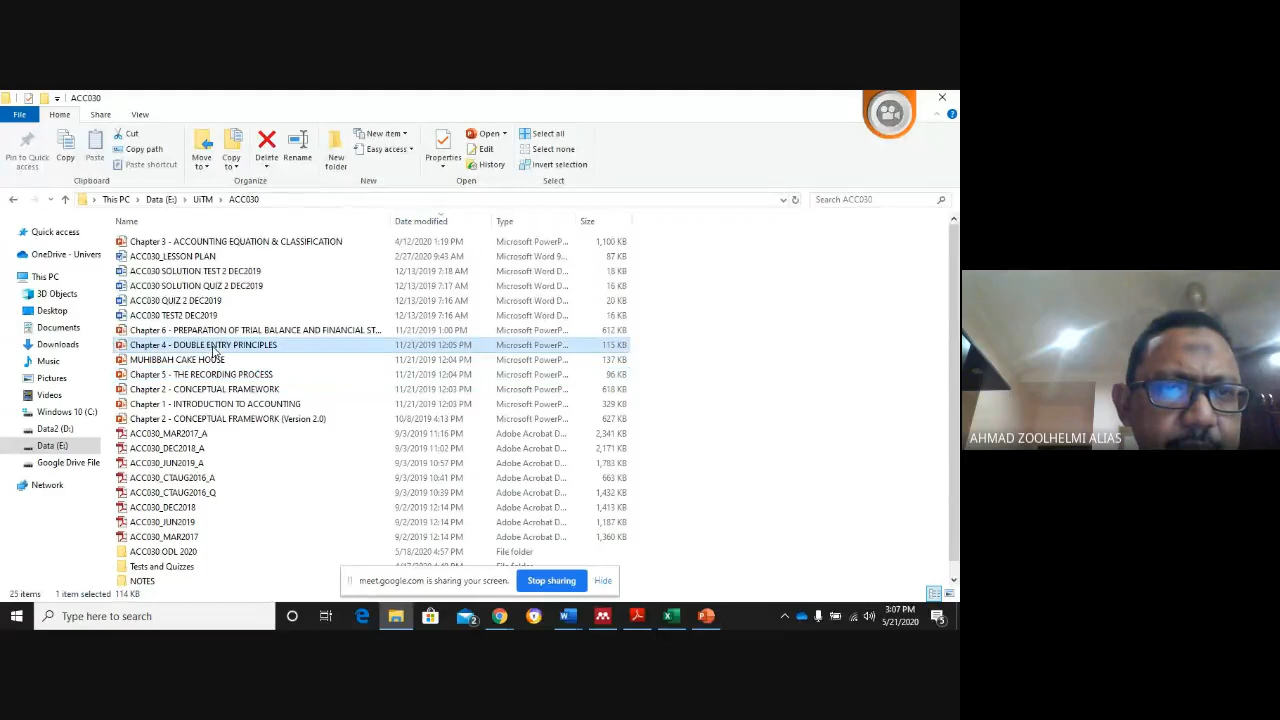 ACC030
File Home Share View
Pin to Quick access
Copy
Paste
Cut
Copy path
Paste shortcut
Clipboard
Move to
Copy to
Delete
Rename
Organize
New folder
New item
Easy access
New
Properties
Open
Edit
History
Open
Select all
Select none
Invert selection
Select
This PC > Data (E:) > UiTM > ACC030
Search ACC030
Name Date modified Type Size
Quick access
OneDrive - Univers
This PC
3D Objects
Desktop
Documents
Downloads
Music
Pictures
Videos
Windows 10 (C:)
Data2 (D:)
Data (E:)
Google Drive File
Network
Chapter 3 - ACCOUNTING EQUATION & CLASSIFICATION 4/12/2020 1:19 PM Microsoft PowerP... 1,100 KB
ACC030_LESSON PLAN 2/27/2020 9:43 AM Microsoft Word 9... 87 KB
ACC030 SOLUTION TEST 2 DEC2019 12/13/2019 7:18 AM Microsoft Word D... 18 KB
ACC030 SOLUTION QUIZ 2 DEC2019 12/13/2019 7:17 AM Microsoft Word D... 16 KB
ACC030 QUIZ 2 DEC2019 12/13/2019 7:16 AM Microsoft Word D... 20 KB
ACC030 TEST2 DEC2019 12/13/2019 7:16 AM Microsoft Word D... 16 KB
Chapter 6 - PREPARATION OF TRIAL BALANCE AND FINANCIAL ST... 11/21/2019 1:00 PM Microsoft PowerP... 612 KB
Chapter 4 - DOUBLE ENTRY PRINCIPLES 11/21/2019 12:05 PM Microsoft PowerP... 115 KB
MUHIBBAH CAKE HOUSE 11/21/2019 12:04 PM Microsoft PowerP... 137 KB
Chapter 5 - THE RECORDING PROCESS 11/21/2019 12:04 PM Microsoft PowerP... 96 KB
Chapter 2 - CONCEPTUAL FRAMEWORK 11/21/2019 12:03 PM Microsoft PowerP... 618 KB
Chapter 1 - INTRODUCTION TO ACCOUNTING 11/21/2019 12:03 PM Microsoft PowerP... 329 KB
Chapter 2 - CONCEPTUAL FRAMEWORK (Version 2.0) 10/8/2019 4:13 PM Microsoft PowerP... 627 KB
ACC030_MAR2017_A 9/3/2019 11:16 PM Adobe Acrobat D... 2,341 KB
ACC030_DEC2018_A 9/3/2019 11:02 PM Adobe Acrobat D... 2,171 KB
ACC030_JUN2019_A 9/3/2019 10:57 PM Adobe Acrobat D... 1,783 KB
ACC030_CTAUG2016_A 9/3/2019 10:41 PM Adobe Acrobat D... 663 KB
ACC030_CTAUG2016_Q 9/3/2019 10:39 PM Adobe Acrobat D... 1,432 KB
ACC030_DEC2018 9/2/2019 12:14 PM Adobe Acrobat D... 1,413 KB
ACC030_JUN2019 9/2/2019 12:14 PM Adobe Acrobat D... 1,187 KB
ACC030_MAR2017 9/2/2019 12:14 PM Adobe Acrobat D... 1,360 KB
ACC030 ODL 2020 5/18/2020 4:57 PM File folder
Tests and Quizzes
NOTES
meet.google.com is sharing your screen. Stop sharing Hide
25 items 1 item selected 114 KB
Type here to search
2
3:07 PM
5/21/2020
5
AHMAD ZOOLHELMI ALIAS